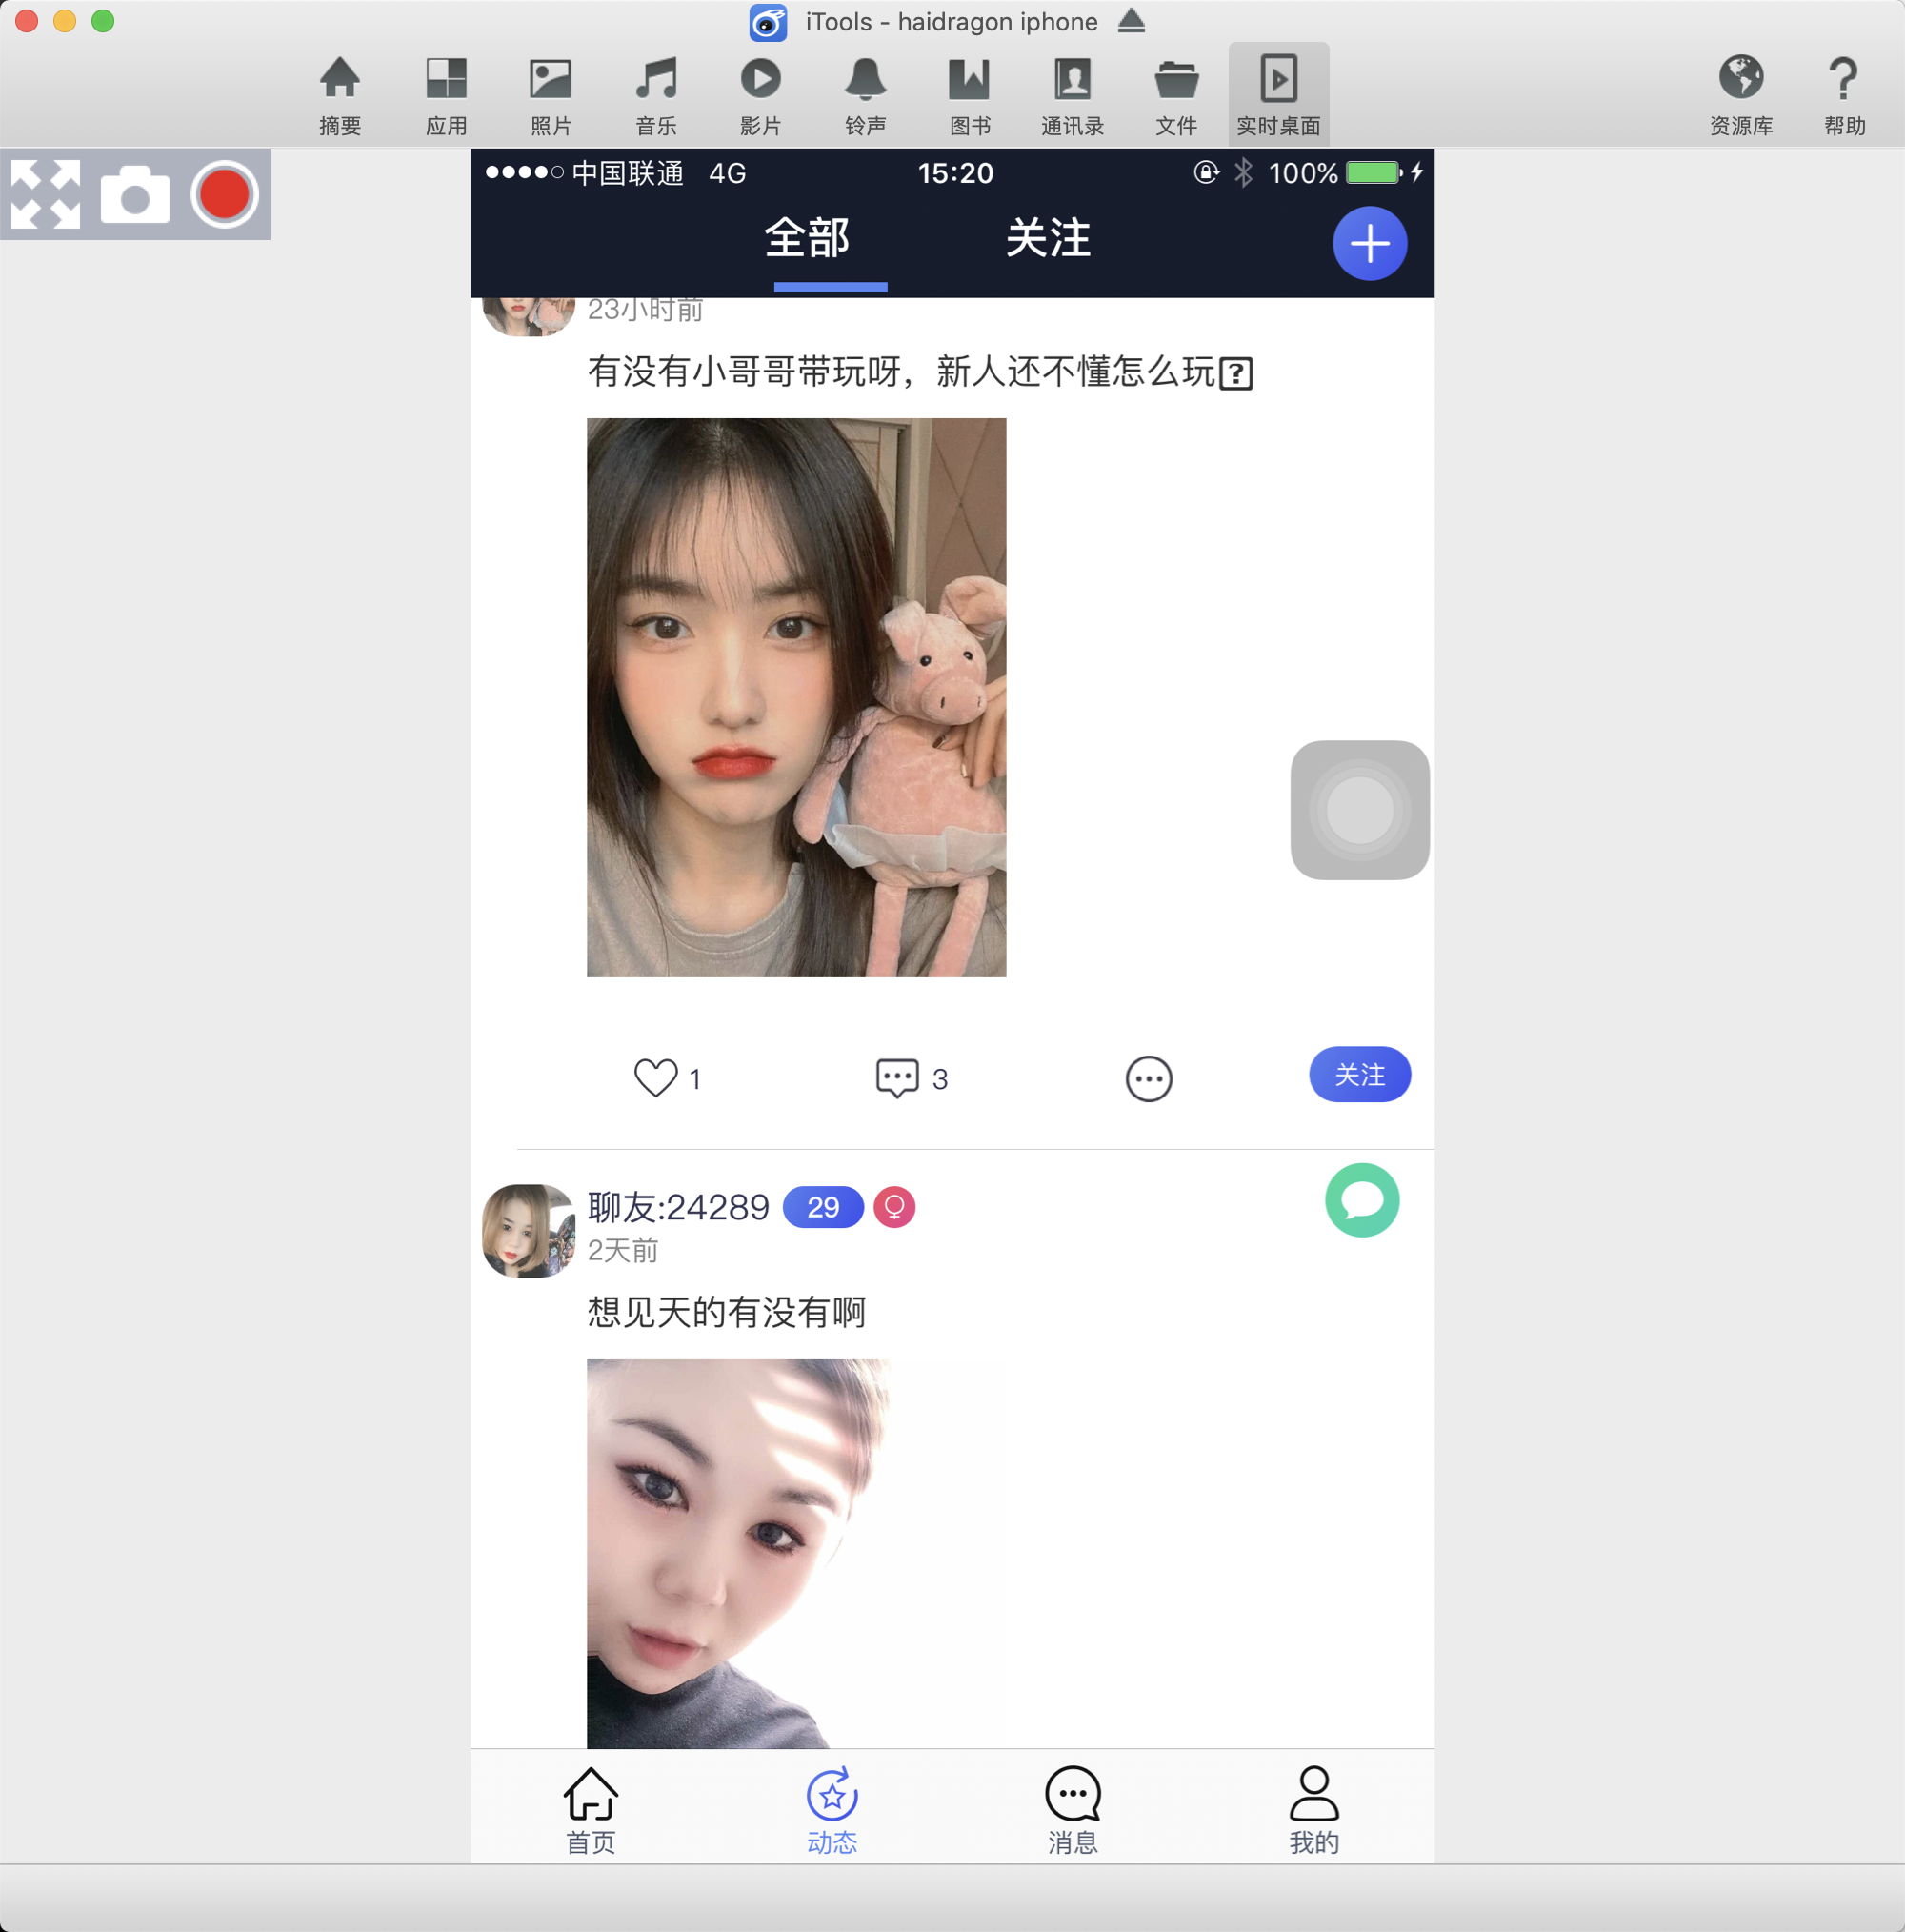 iTools - haidragon iphone
摘要 应用 照片 音乐 影片 铃声 图书 通讯录 文件 实时桌面 资源库 帮助
中国联通 4G 15:20 100%
全部 关注
23小时前
有没有小哥哥带玩呀，新人还不懂怎么玩?
1 3 关注
聊友:24289 29
2天前
想见天的有没有啊
首页 动态 消息 我的